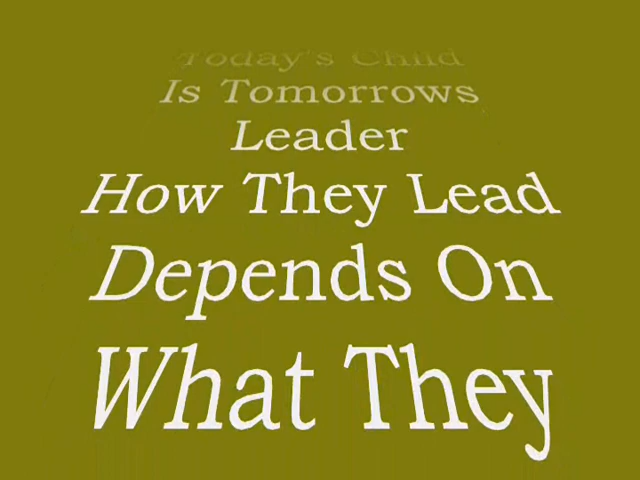 Today's Child
Is Tomorrows
Leader
How They Lead
Depends On
What They